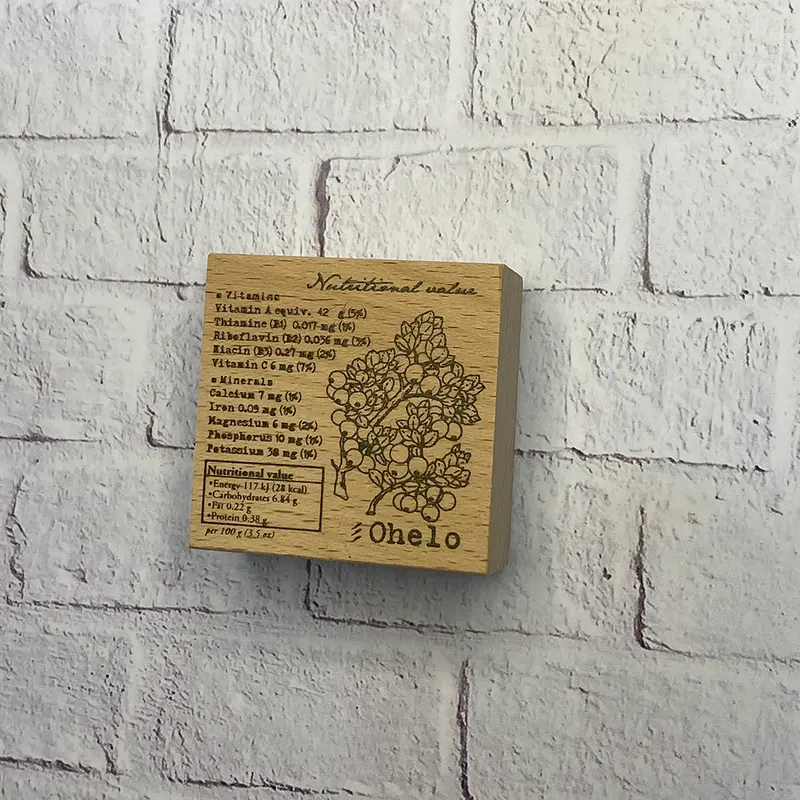 Nutritional value
Vitamins
Vitamin A equiv. 42 g (5%)
Thiamine (B1) 0.017 mg (1%)
Riboflavin (B2) 0.036 mg (3%)
Niacin (B3) 0.27 mg (2%)
Vitamin C 6 mg (7%)
Minerals
Calcium 7 mg (1%)
Iron 0.09 mg (1%)
Magnesium 6 mg (2%)
Phosphorus 10 mg (1%)
Potassium 38 mg (1%)
Nutritional value
•Energy 117 kJ (28 kcal)
•Carbohydrates 6.84 g
•Fat 0.22 g
•Protein 0.38 g
per 100 g (3.5 oz)
Ohelo